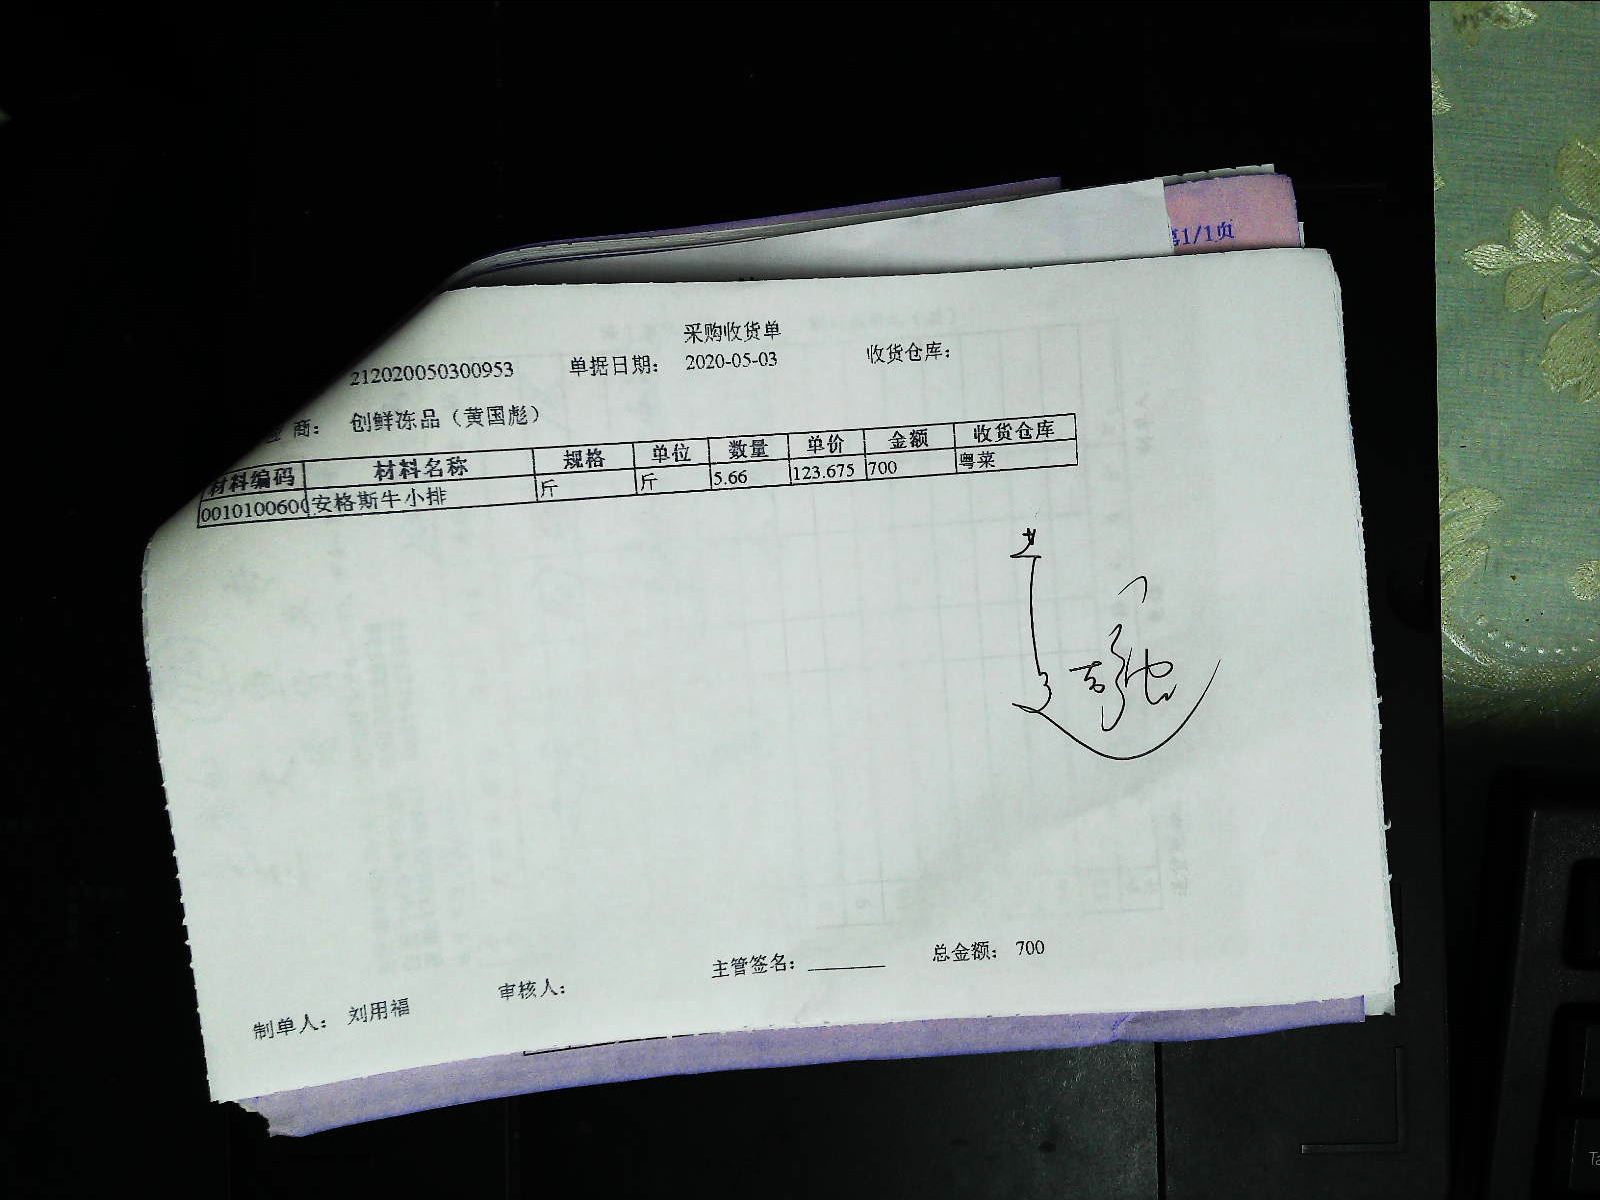 第1/1页
采购收货单
212020050300953 单据日期： 2020-05-03 收货仓库：
商： 创鲜冻品（黄国彪）
材料编码 材料名称 规格 单位 数量 单价 金额 收货仓库
0010100600 安格斯牛小排 斤 斤 5.66 123.675 700 粤菜
制单人： 刘用福 审核人： 主管签名： 总金额： 700